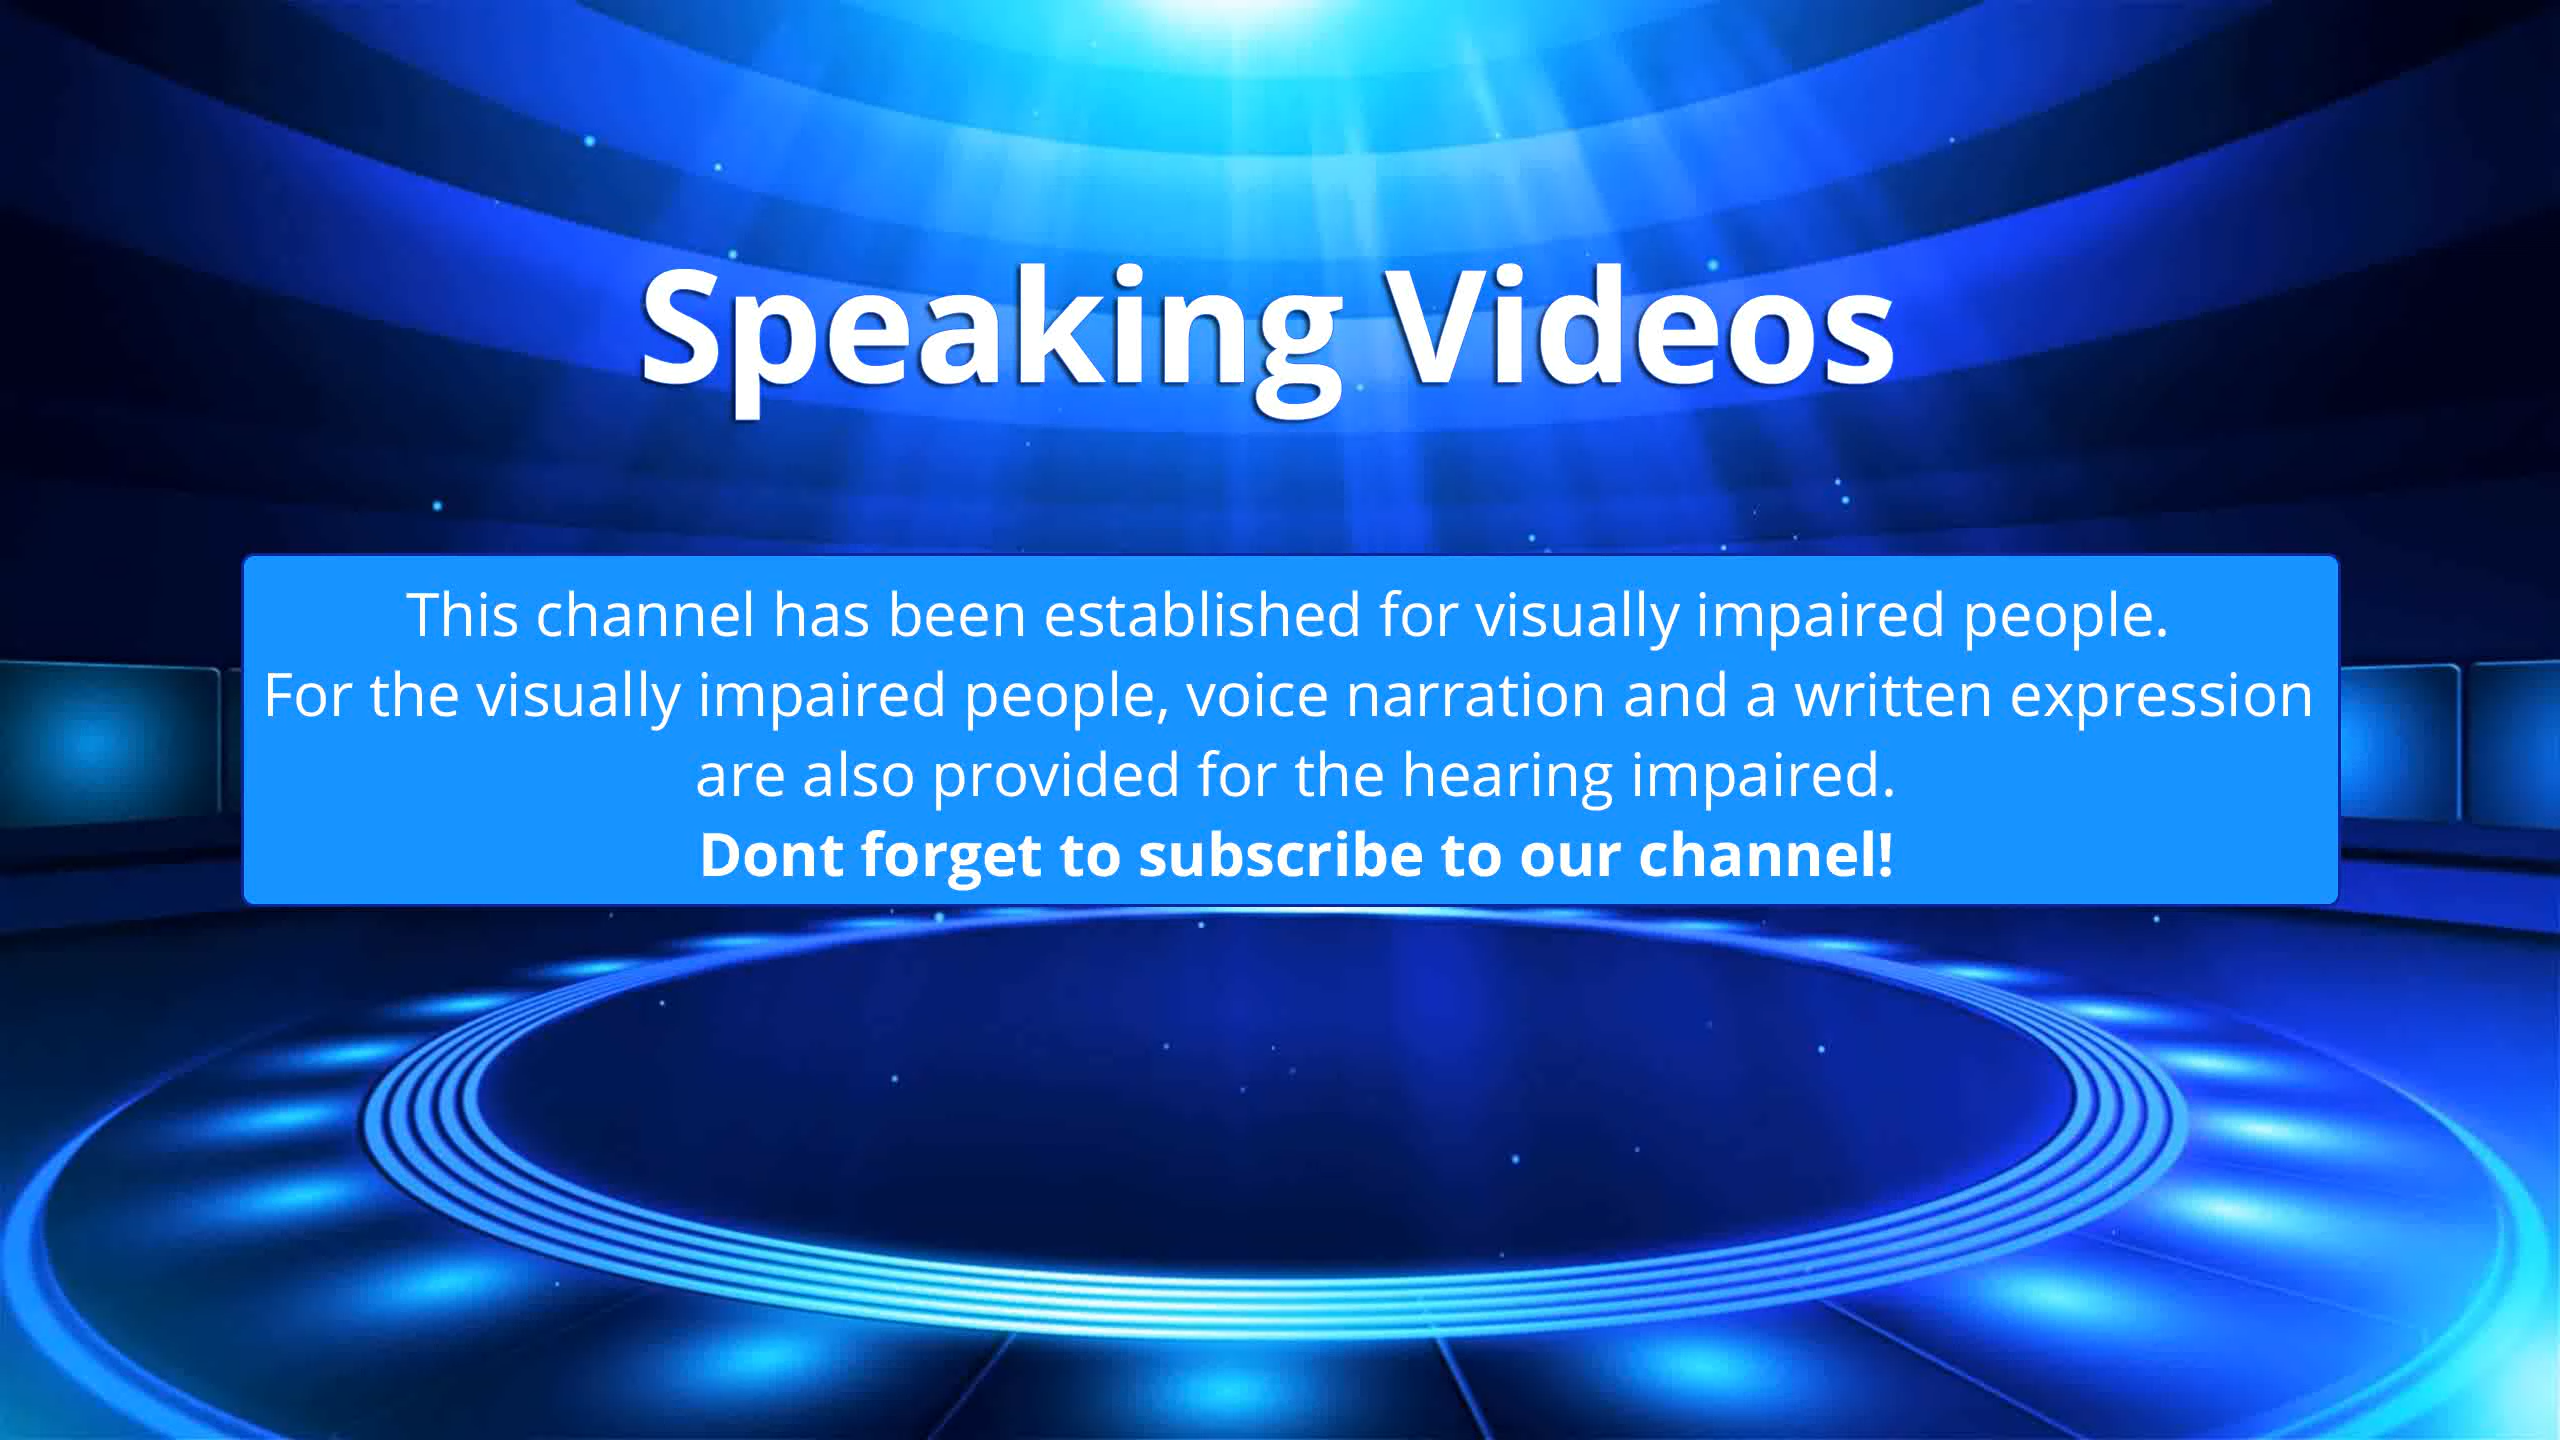 Speaking Videos
This channel has been established for visually impaired people.
For the visually impaired people, voice narration and a written expression
are also provided for the hearing impaired.
Dont forget to subscribe to our channel!